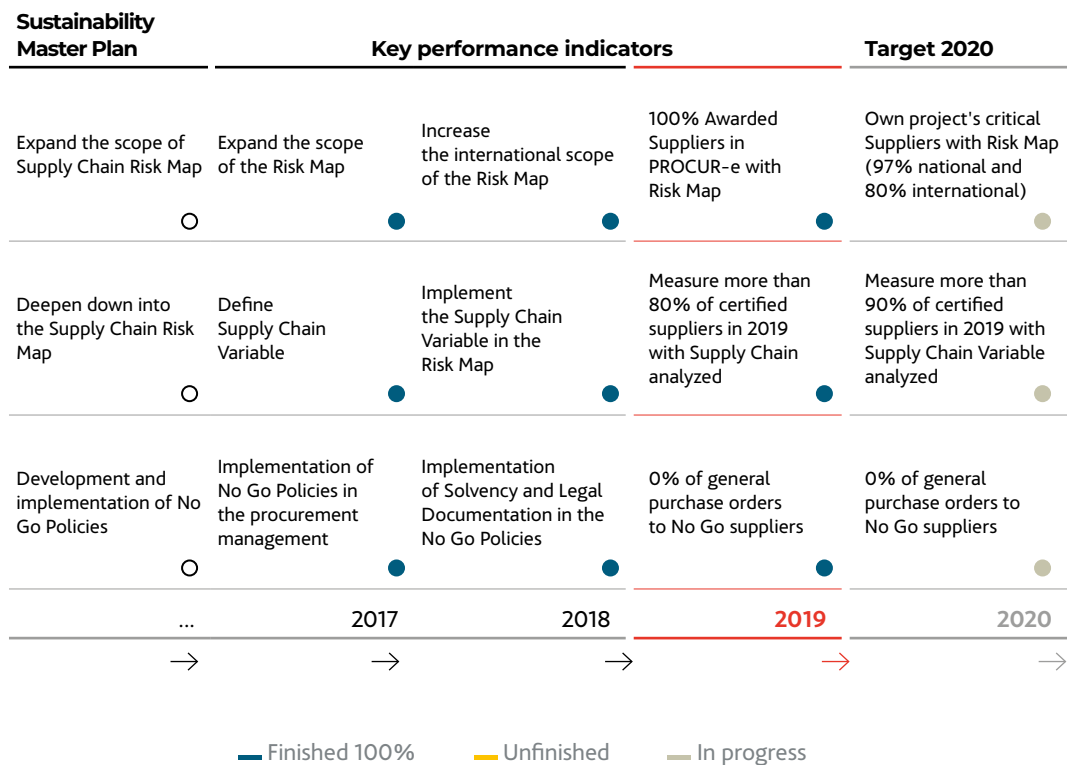 Sustainability
Master Plan
Key performance indicators
Target 2020
Expand the scope of
Supply Chain Risk Map
Expand the scope
of the Risk Map
Increase
the international scope
of the Risk Map
100% Awarded
Suppliers in
PROCUR-e with
Risk Map
Own project's critical
Suppliers with Risk Map
(97% national and
80% international)
Deepen down into
the Supply Chain Risk
Map
Define
Supply Chain
Variable
Implement
the Supply Chain
Variable in the
Risk Map
Measure more than
80% of certified
suppliers in 2019
with Supply Chain
analyzed
Measure more than
90% of certified
suppliers in 2019 with
Supply Chain Variable
analyzed
Development and
implementation of No
Go Policies
Implementation of
No Go Policies in
the procurement
management
Implementation
of Solvency and Legal
Documentation in the
No Go Policies
0% of general
purchase orders
to No Go suppliers
0% of general
purchase orders to
No Go suppliers
...
2017
2018
2019
2020
Finished 100%
Unfinished
In progress